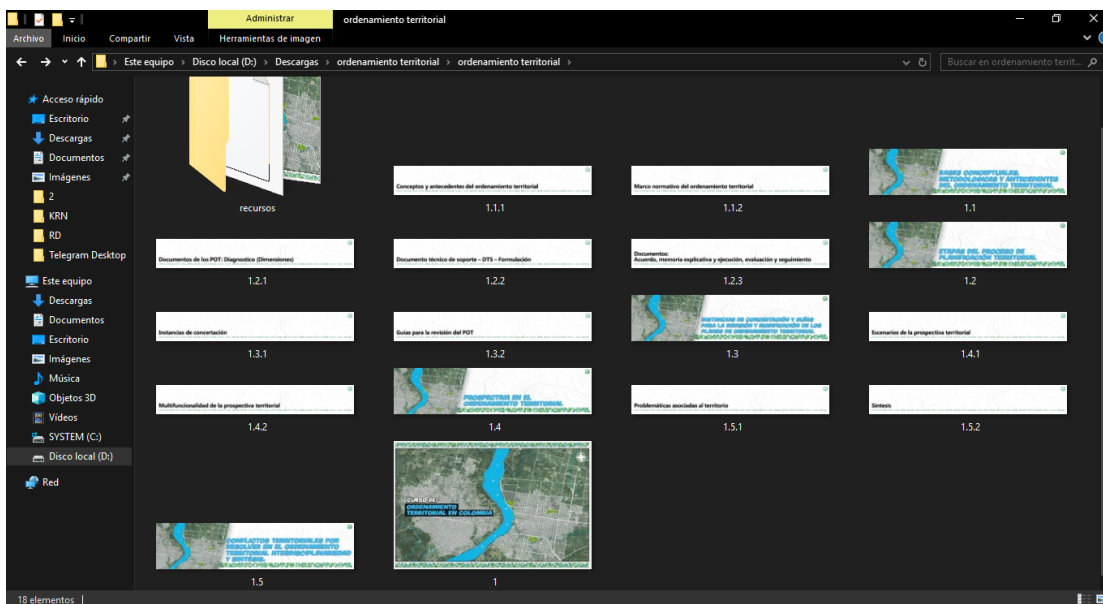 Administrar
ordenamiento territorial
Archivo
Inicio
Compartir
Vista
Herramientas de imagen
Este equipo > Disco local (D:) > Descargas > ordenamiento territorial > ordenamiento territorial >
Buscar en ordenamiento territ...
Acceso rápido
Escritorio
Descargas
Documentos
Imágenes
2
KRN
RD
Telegram Desktop
Este equipo
Descargas
Documentos
Escritorio
Imágenes
Música
Objetos 3D
Vídeos
SYSTEM (C:)
Disco local (D:)
Red
recursos
Conceptos y antecedentes del ordenamiento territorial
1.1.1
Marco normativo del ordenamiento territorial
1.1.2
BASES CONCEPTUALES,
METODOLOGICAS Y ANTECEDENTES
DEL ORDENAMIENTO TERRITORIAL
1.1
Documentos de los POT: Diagnostico (Dimensiones)
1.2.1
Documento técnico de soporte – DTS – Formulación
1.2.2
Documentos:
Acuerdo, memoria explicativa y ejecución, evaluación y seguimiento
1.2.3
ETAPAS DEL PROCESO DE
PLANIFICACIÓN TERRITORIAL
1.2
Instancias de concertación
1.3.1
Guías para la revisión del POT
1.3.2
INSTANCIAS DE CONCERTACIÓN Y GUÍAS
PARA LA REVISIÓN Y MODIFICACIÓN DE LOS
PLANES DE ORDENAMIENTO TERRITORIAL
1.3
Escenarios de la prospectiva territorial
1.4.1
Multifuncionalidad de la prospectiva territorial
1.4.2
PROSPECTIVA EN EL
ORDENAMIENTO TERRITORIAL
1.4
Problemáticas asociadas al territorio
1.5.1
Síntesis
1.5.2
CONFLICTOS TERRITORIALES POR
RESOLVER EN EL ORDENAMIENTO
TERRITORIAL, INTERDISCIPLINARIEDAD
Y SINTESIS.
1.5
CURSO DE
ORDENAMIENTO
TERRITORIAL EN COLOMBIA
1
18 elementos